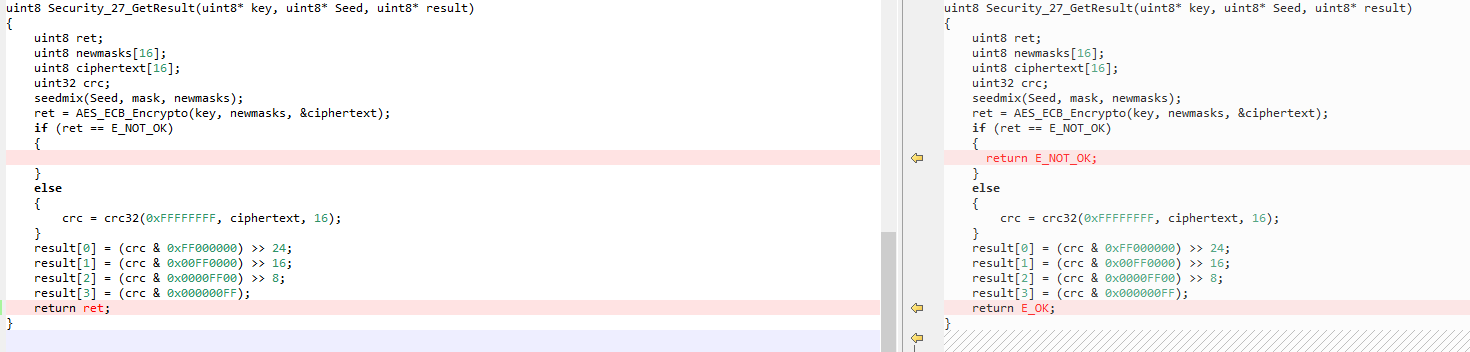 uint8 Security_27_GetResult(uint8* key, uint8* Seed, uint8* result)
{
    uint8 ret;
    uint8 newmasks[16];
    uint8 ciphertext[16];
    uint32 crc;
    seedmix(Seed, mask, newmasks);
    ret = AES_ECB_Encrypto(key, newmasks, &ciphertext);
    if (ret == E_NOT_OK)
    {
    }
    else
    {
        crc = crc32(0xFFFFFFFF, ciphertext, 16);
    }
    result[0] = (crc & 0xFF000000) >> 24;
    result[1] = (crc & 0x00FF0000) >> 16;
    result[2] = (crc & 0x0000FF00) >> 8;
    result[3] = (crc & 0x000000FF);
    return ret;
}
uint8 Security_27_GetResult(uint8* key, uint8* Seed, uint8* result)
{
    uint8 ret;
    uint8 newmasks[16];
    uint8 ciphertext[16];
    uint32 crc;
    seedmix(Seed, mask, newmasks);
    ret = AES_ECB_Encrypto(key, newmasks, &ciphertext);
    if (ret == E_NOT_OK)
    {
      return E_NOT_OK;
    }
    else
    {
        crc = crc32(0xFFFFFFFF, ciphertext, 16);
    }
    result[0] = (crc & 0xFF000000) >> 24;
    result[1] = (crc & 0x00FF0000) >> 16;
    result[2] = (crc & 0x0000FF00) >> 8;
    result[3] = (crc & 0x000000FF);
    return E_OK;
}